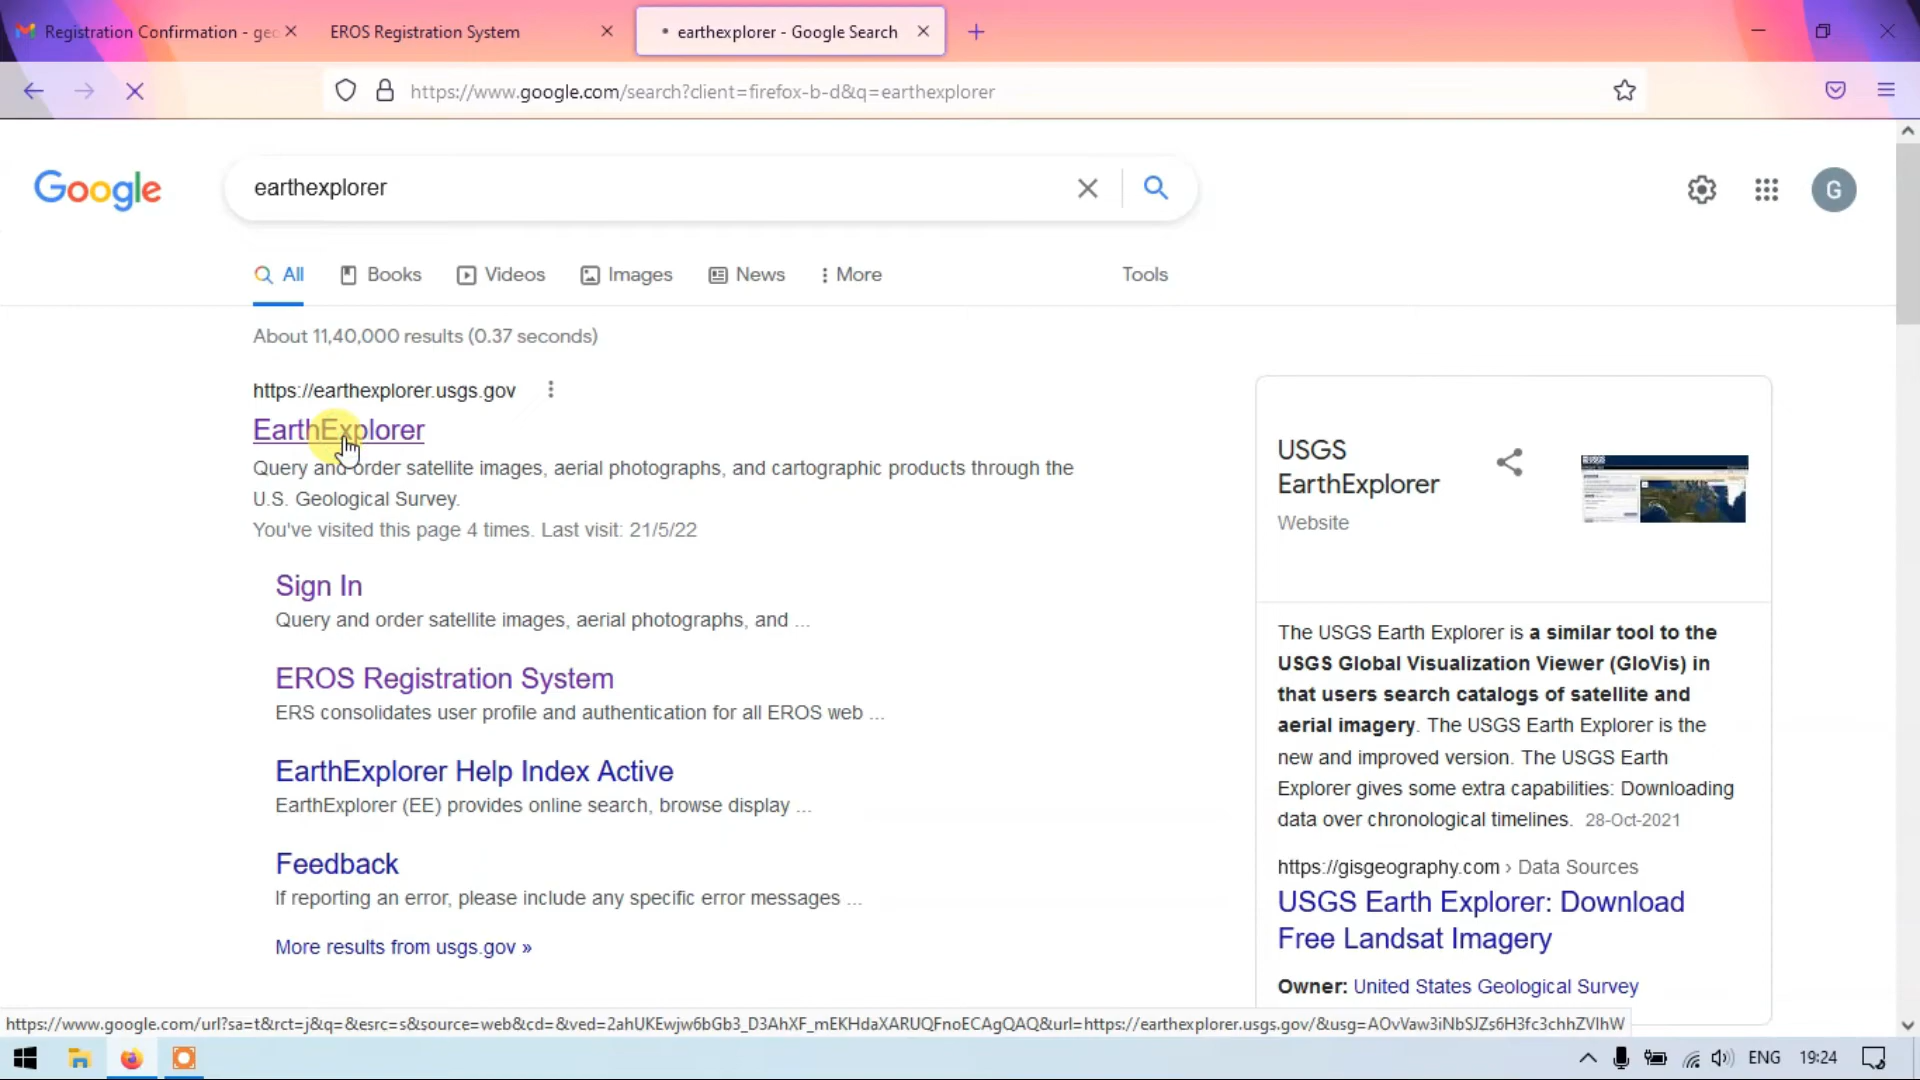 Registration Confirmation - geo
EROS Registration System
earthexplorer - Google Search
https://www.google.com/search?client=firefox-b-d&q=earthexplorer
Google
earthexplorer
G
All
Books
Videos
Images
News
More
Tools
About 11,40,000 results (0.37 seconds)
https://earthexplorer.usgs.gov
EarthExplorer
Query and order satellite images, aerial photographs, and cartographic products through the
U.S. Geological Survey.
You've visited this page 4 times. Last visit: 21/5/22
Sign In
Query and order satellite images, aerial photographs, and ...
EROS Registration System
ERS consolidates user profile and authentication for all EROS web ...
EarthExplorer Help Index Active
EarthExplorer (EE) provides online search, browse display ...
Feedback
If reporting an error, please include any specific error messages ...
More results from usgs.gov »
USGS
EarthExplorer
Website
The USGS Earth Explorer is a similar tool to the
USGS Global Visualization Viewer (GloVis) in
that users search catalogs of satellite and
aerial imagery. The USGS Earth Explorer is the
new and improved version. The USGS Earth
Explorer gives some extra capabilities: Downloading
data over chronological timelines. 28-Oct-2021
https://gisgeography.com › Data Sources
USGS Earth Explorer: Download
Free Landsat Imagery
Owner: United States Geological Survey
https://www.google.com/url?sa=t&rct=j&q=&esrc=s&source=web&cd=&ved=2ahUKEwjw6bGb3_D3AhXF_mEKHdaXARUQFnoECAgQAQ&url=https://earthexplorer.usgs.gov/&usg=AOvVaw3iNbSJZs6H3fc3chhZVIhW
ENG
19:24